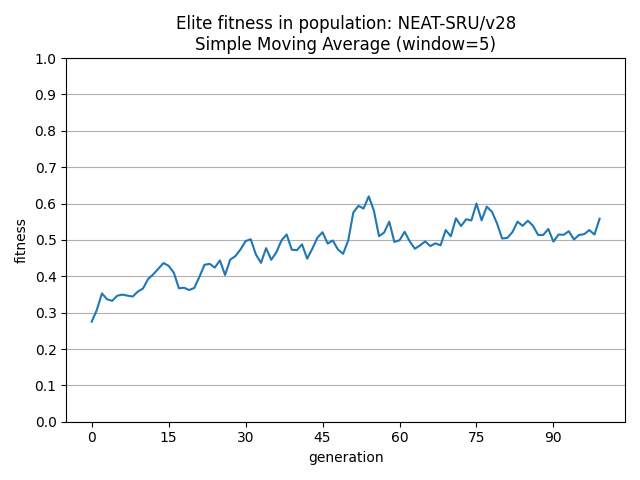 Elite fitness in population: NEAT-SRU/v28
Simple Moving Average (window=5)
1.0
0.9
0.8
0.7
0.6
0.5
0.4
0.3
0.2
0.1
0.0
fitness
0 15 30 45 60 75 90
generation